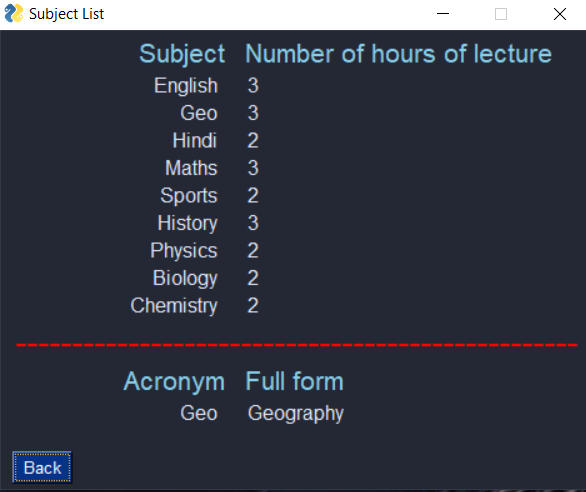 Subject List
Subject Number of hours of lecture
English 3
Geo 3
Hindi 2
Maths 3
Sports 2
History 3
Physics 2
Biology 2
Chemistry 2
Acronym Full form
Geo Geography
Back